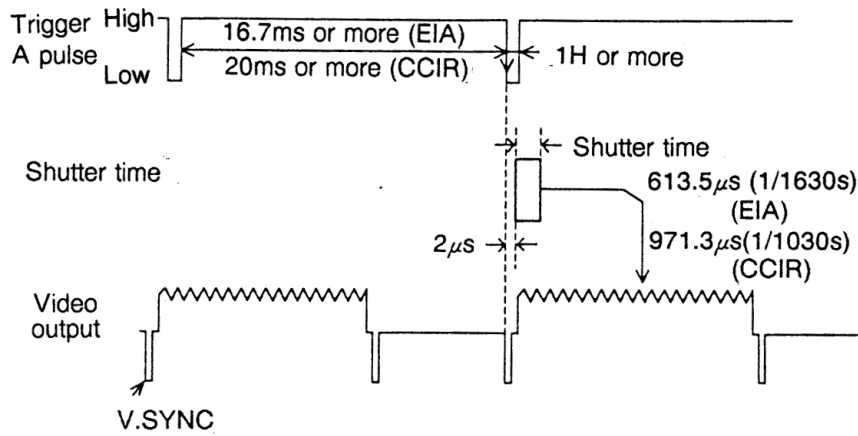 Trigger High
A pulse
Low
16.7ms or more (EIA)
20ms or more (CCIR)
1H or more
Shutter time
Shutter time
613.5μs (1/1630s)
(EIA)
2μs
971.3μs(1/1030s)
(CCIR)
Video
output
V.SYNC